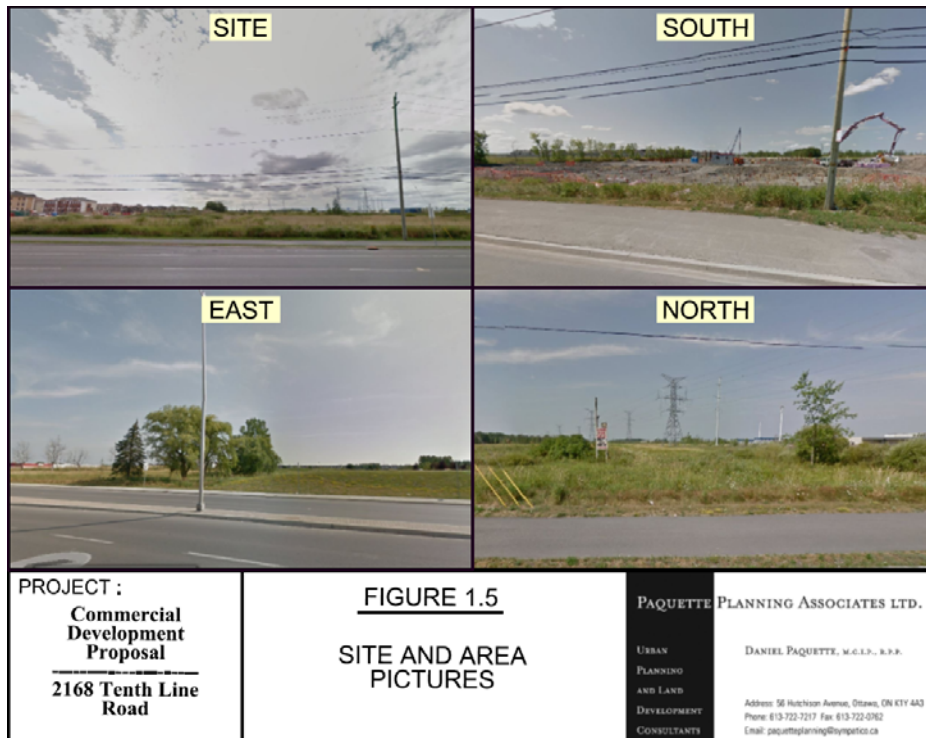 SITE
SOUTH
EAST
NORTH
PROJECT :
Commercial
Development
Proposal
2168 Tenth Line
Road
FIGURE 1.5
SITE AND AREA
PICTURES
PAQUETTE PLANNING ASSOCIATES LTD.
URBAN
PLANNING
AND LAND
DEVELOPMENT
CONSULTANTS
DANIEL PAQUETTE, M.C.I.P., R.P.P.
Address: 56 Hutchison Avenue, Ottawa, ON K1Y 4A3
Phone: 613-722-7217 Fax: 613-722-0762
Email: paquetteplanning@sympatico.ca